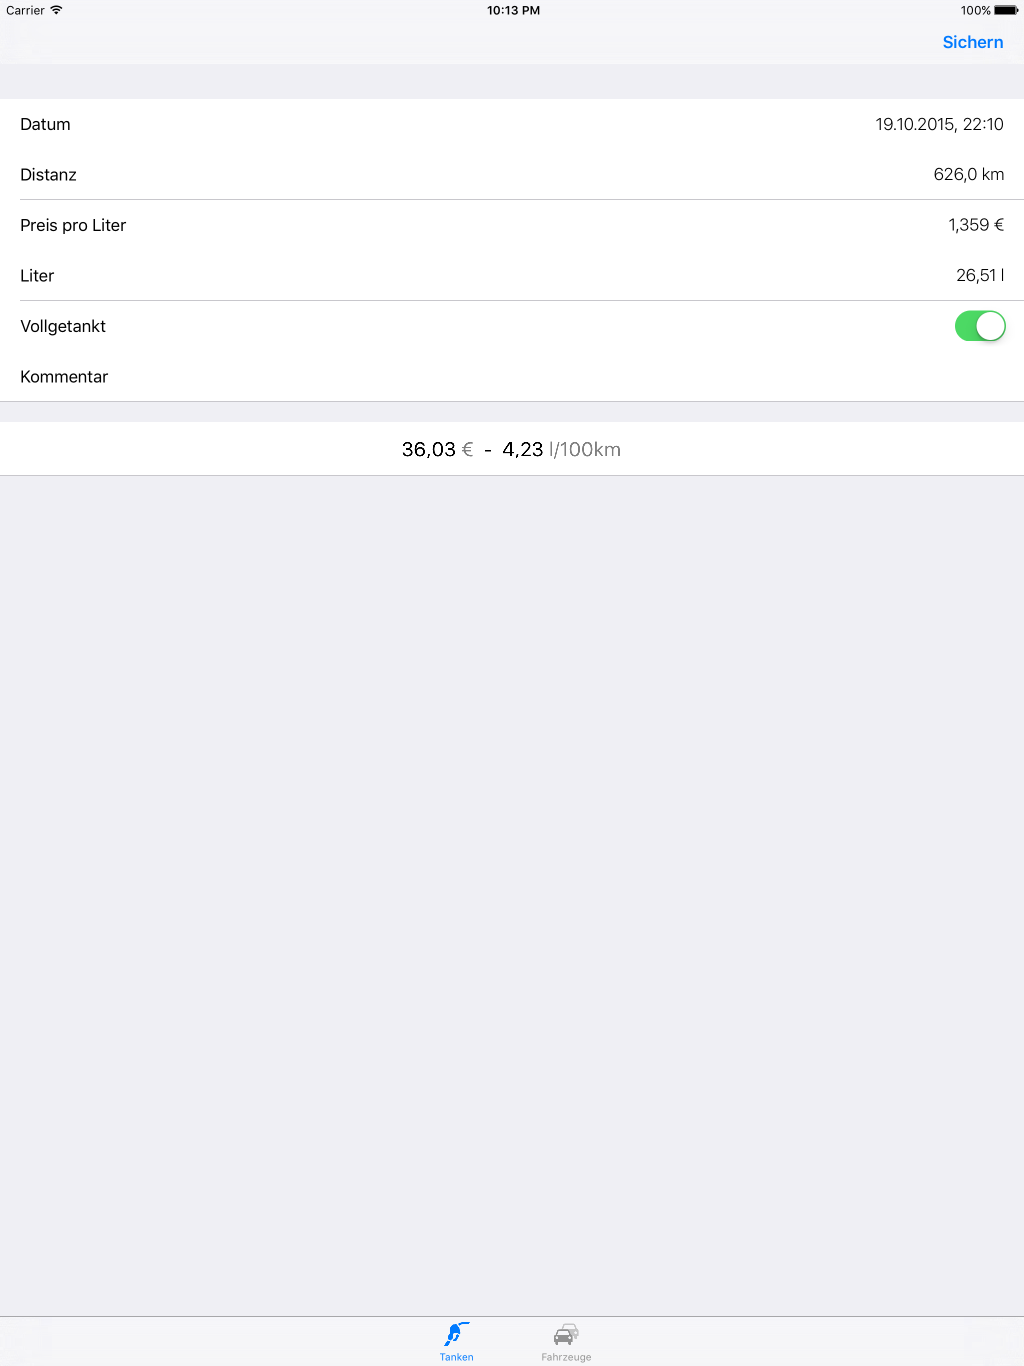 Carrier 10:13 PM 100%
Sichern
Datum 19.10.2015, 22:10
Distanz 626,0 km
Preis pro Liter 1,359 €
Liter 26,51 l
Vollgetankt
Kommentar
36,03 € - 4,23 l/100km
Tanken Fahrzeuge